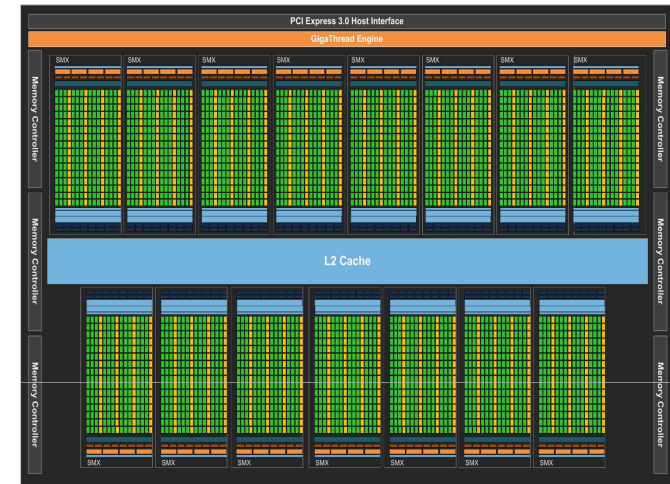 PCI Express 3.0 Host Interface
GigaThread Engine
SMX
SMX
SMX
SMX
SMX
SMX
SMX
SMX
Memory Controller
Memory Controller
Memory Controller
Memory Controller
L2 Cache
Memory Controller
Memory Controller
SMX
SMX
SMX
SMX
SMX
SMX
SMX